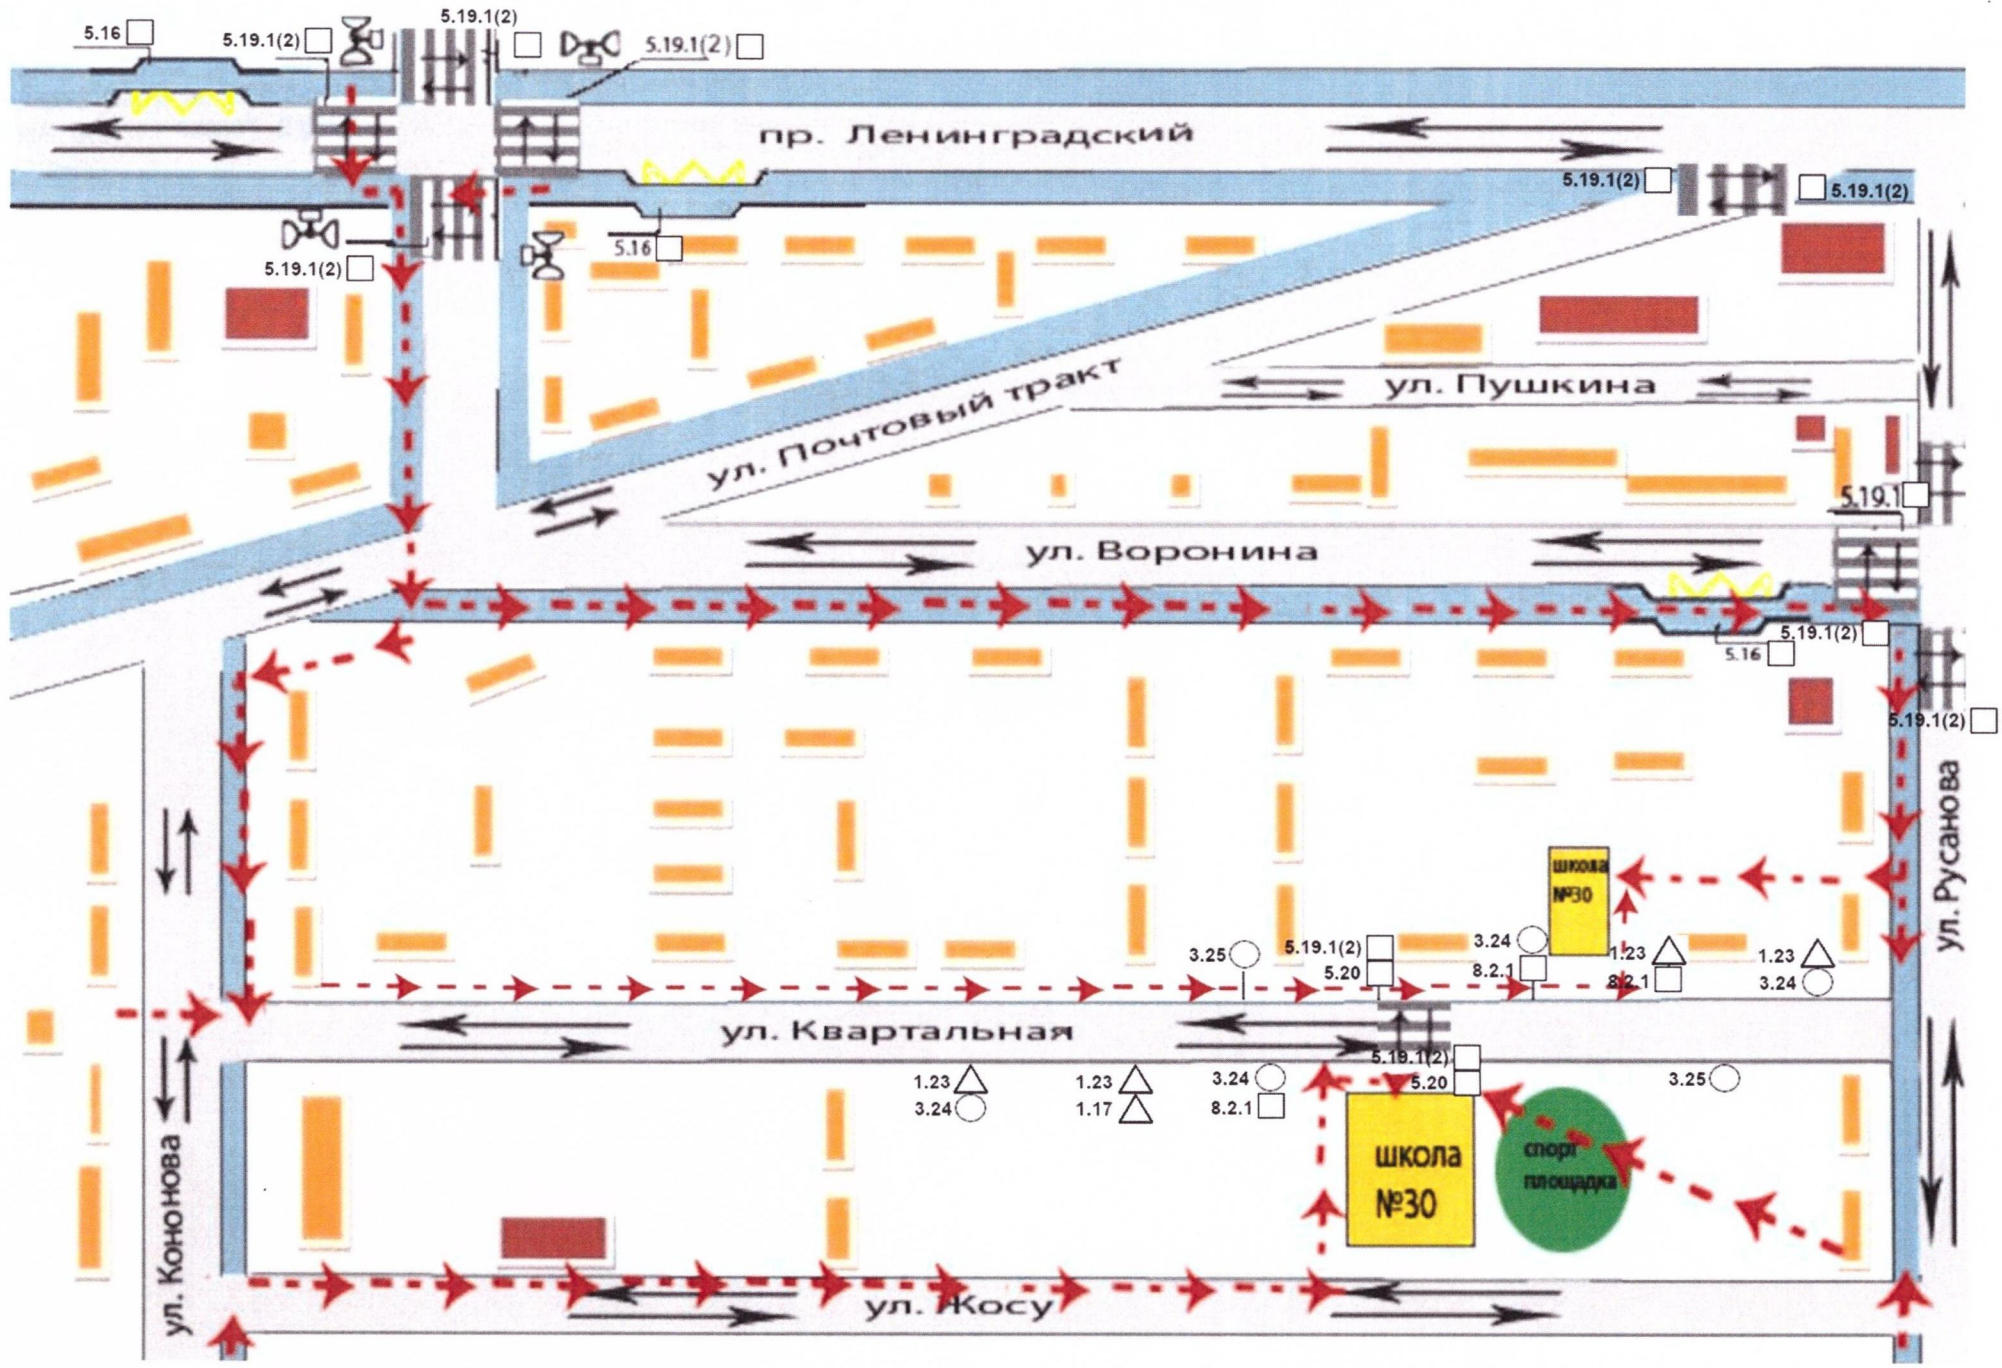 5.19.1(2)
5.16
5.19.1(2)
5.19.1(2)
пр. Ленинградский
5.19.1(2)
5.19.1(2)
5.16
5.19.1(2)
ул. Почтовый тракт
ул. Пушкина
5.19.1
ул. Воронина
5.19.1(2)
5.16
5.19.1(2)
ул. Русанова
школа
№30
3.25
5.19.1(2)
5.20
3.24
8.2.1
1.23
8.2.1
1.23
3.24
ул. Квартальная
5.19.1(2)
5.20
1.23
3.24
1.23
1.17
3.24
8.2.1
3.25
школа
№30
спорт
площадка
ул. Кононова
ул. Жосу